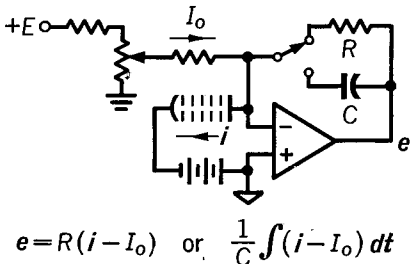 +E
I₀
R
C
i
−
+
e
e = R(i − I₀) or 1/C ∫(i − I₀) dt